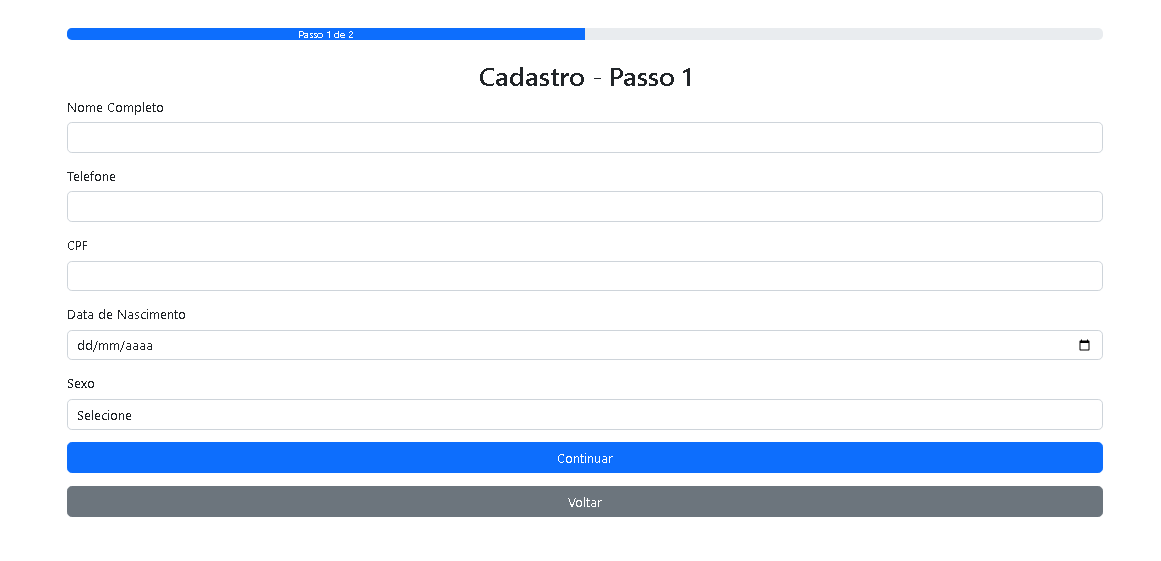 Passo 1 de 2
Cadastro - Passo 1
Nome Completo
Telefone
CPF
Data de Nascimento
dd/mm/aaaa
Sexo
Selecione
Continuar
Voltar